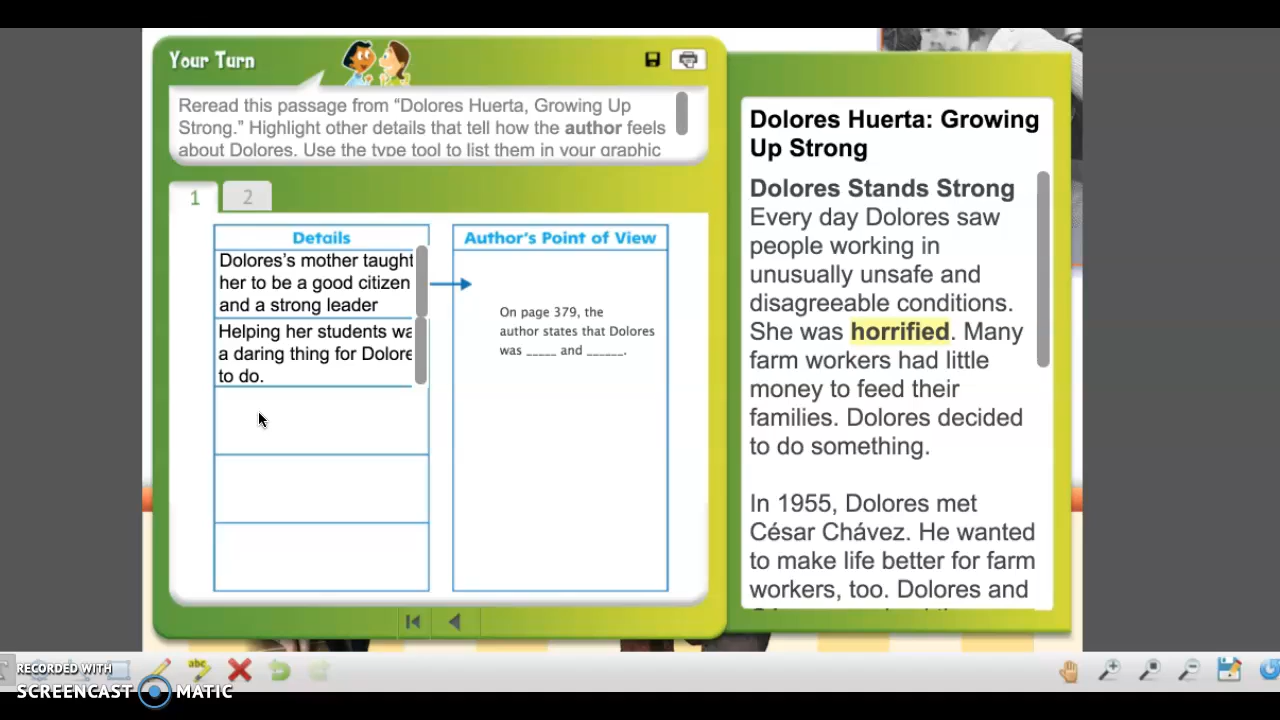 Your Turn
Reread this passage from “Dolores Huerta, Growing Up
Strong.” Highlight other details that tell how the author feels
about Dolores. Use the type tool to list them in your graphic
1
2
Details
Dolores’s mother taught
her to be a good citizen
and a strong leader
Helping her students wa
a daring thing for Dolore
to do.
Author’s Point of View
On page 379, the
author states that Dolores
was _____ and ______.
Dolores Huerta: Growing
Up Strong
Dolores Stands Strong
Every day Dolores saw
people working in
unusually unsafe and
disagreeable conditions.
She was horrified. Many
farm workers had little
money to feed their
families. Dolores decided
to do something.
In 1955, Dolores met
César Chávez. He wanted
to make life better for farm
workers, too. Dolores and
abc
RECORDED WITH
SCREENCAST MATIC